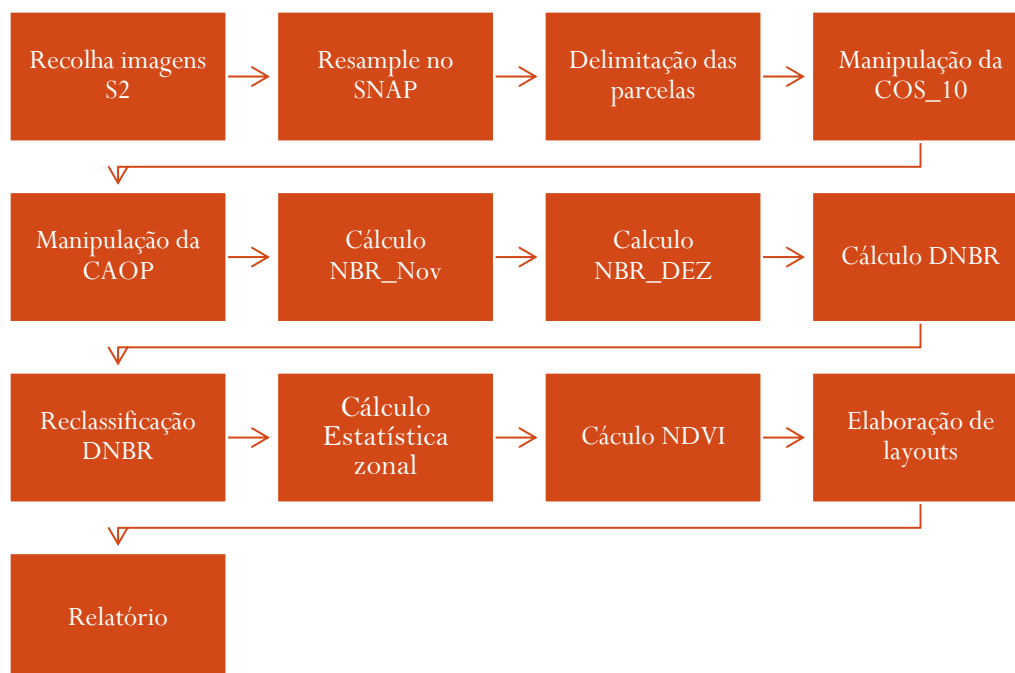 Recolha imagens
S2
Resample no
SNAP
Delimitação das
parcelas
Manipulação da
COS_10
Manipulação da
CAOP
Cálculo
NBR_Nov
Calculo
NBR_DEZ
Cálculo DNBR
Reclassificação
DNBR
Cálculo
Estatística
zonal
Cáculo NDVI
Elaboração de
layouts
Relatório